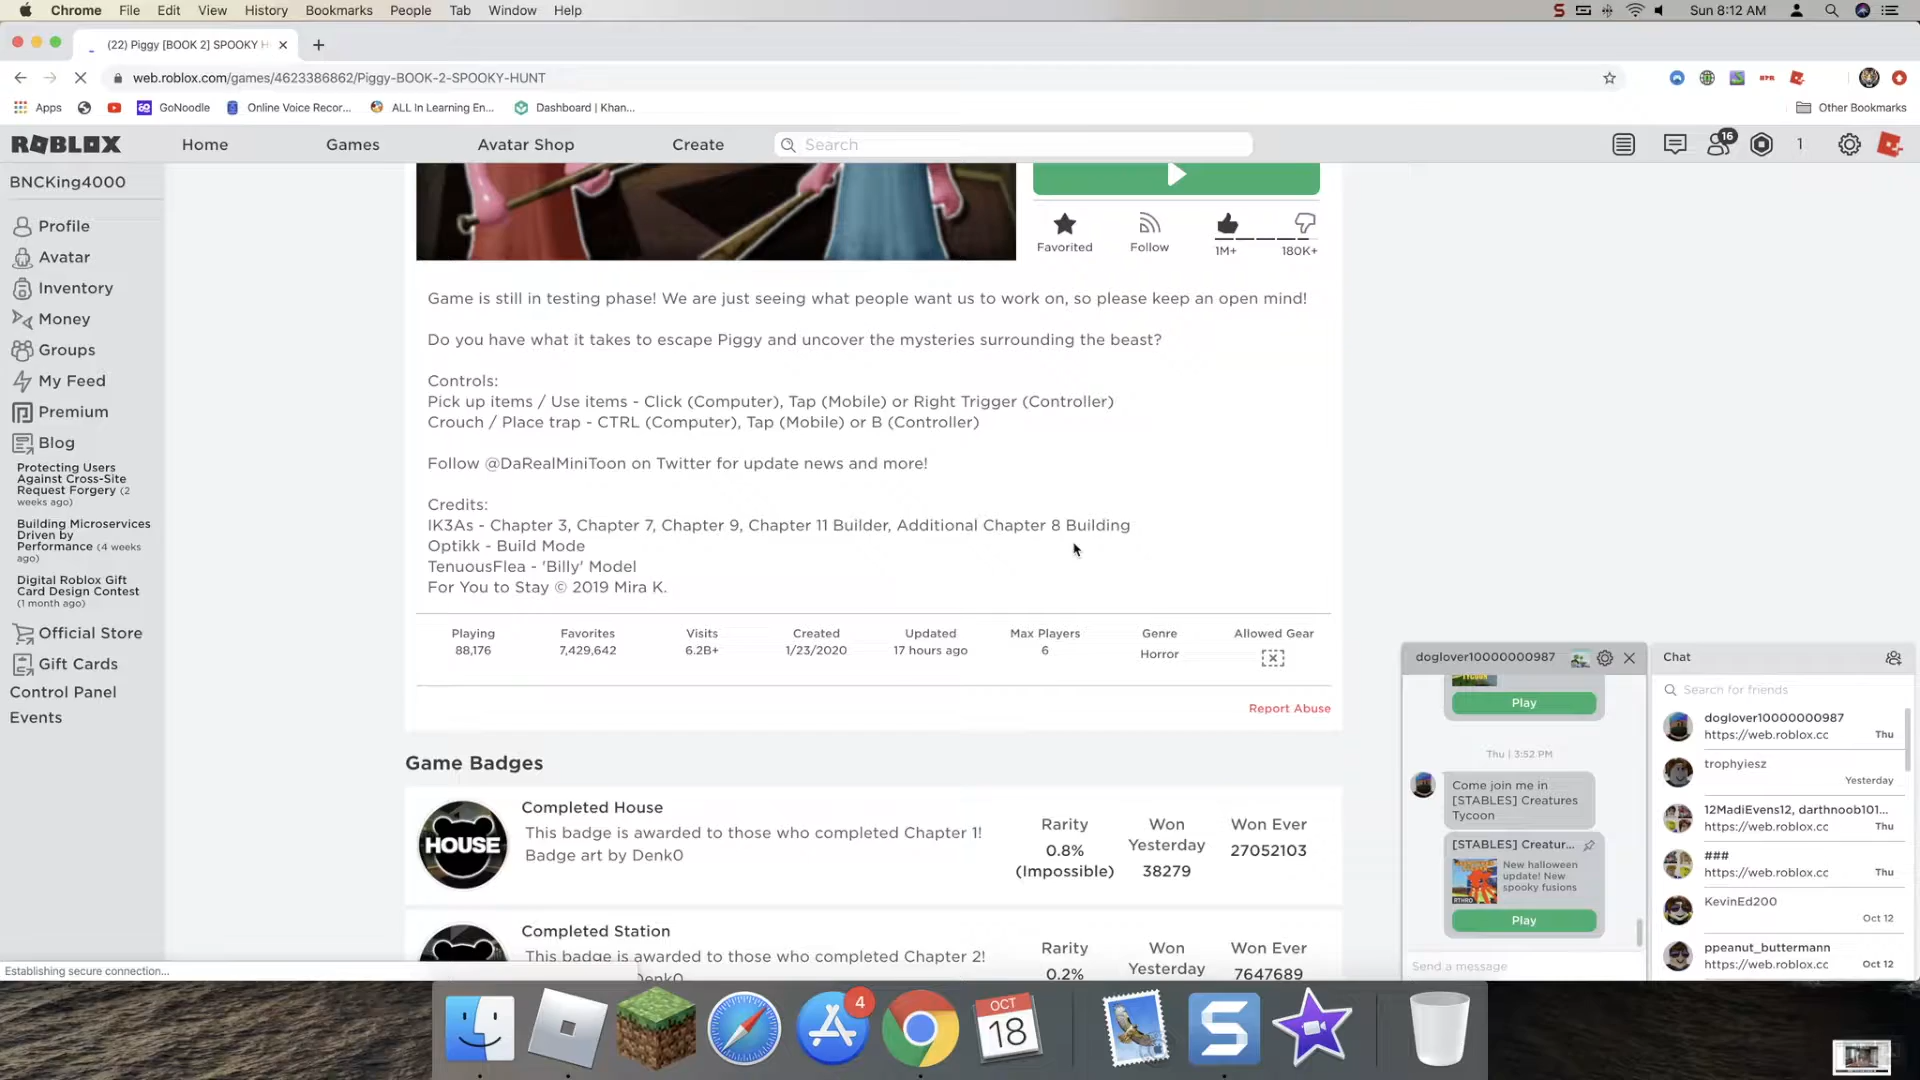 Chrome File Edit View History Bookmarks People Tab Window Help
Sun 8:12 AM
(22) Piggy [BOOK 2] SPOOKY H
web.roblox.com/games/4623386862/Piggy-BOOK-2-SPOOKY-HUNT
Apps GoNoodle Online Voice Recor... ALL In Learning En... Dashboard | Khan... Other Bookmarks
ROBLOX Home Games Avatar Shop Create Search 16 1
BNCKing4000
Profile
Avatar
Inventory
Money
Groups
My Feed
Premium
Blog
Protecting Users
Against Cross-Site
Request Forgery (2
weeks ago)
Building Microservices
Driven by
Performance (4 weeks
ago)
Digital Roblox Gift
Card Design Contest
(1 month ago)
Official Store
Gift Cards
Control Panel
Events
Favorited Follow 1M+ 180K+
Game is still in testing phase! We are just seeing what people want us to work on, so please keep an open mind!
Do you have what it takes to escape Piggy and uncover the mysteries surrounding the beast?
Controls:
Pick up items / Use items - Click (Computer), Tap (Mobile) or Right Trigger (Controller)
Crouch / Place trap - CTRL (Computer), Tap (Mobile) or B (Controller)
Follow @DaRealMiniToon on Twitter for update news and more!
Credits:
IK3As - Chapter 3, Chapter 7, Chapter 9, Chapter 11 Builder, Additional Chapter 8 Building
Optikk - Build Mode
TenuousFlea - 'Billy' Model
For You to Stay © 2019 Mira K.
Playing Favorites Visits Created Updated Max Players Genre Allowed Gear
88,176 7,429,642 6.2B+ 1/23/2020 17 hours ago 6 Horror
Report Abuse
Game Badges
HOUSE
Completed House
This badge is awarded to those who completed Chapter 1!
Badge art by Denk0
Rarity
0.8%
(Impossible)
Won
Yesterday
38279
Won Ever
27052103
Completed Station
This badge is awarded to those who completed Chapter 2!
Denk0
Rarity
0.2%
Won
Yesterday
Won Ever
7647689
doglover10000000987
Play
Thu | 3:52 PM
Come join me in
[STABLES] Creatures
Tycoon
[STABLES] Creatur...
New halloween
update! New
spooky fusions
RTHRO
Play
Send a message
Chat
Search for friends
doglover10000000987
https://web.roblox.cc Thu
trophyiesz
Yesterday
12MadiEvens12, darthnoob101...
https://web.roblox.cc Thu
###
https://web.roblox.cc Thu
KevinEd200
Oct 12
ppeanut_buttermann
https://web.roblox.cc Oct 12
Establishing secure connection...
4
OCT
18